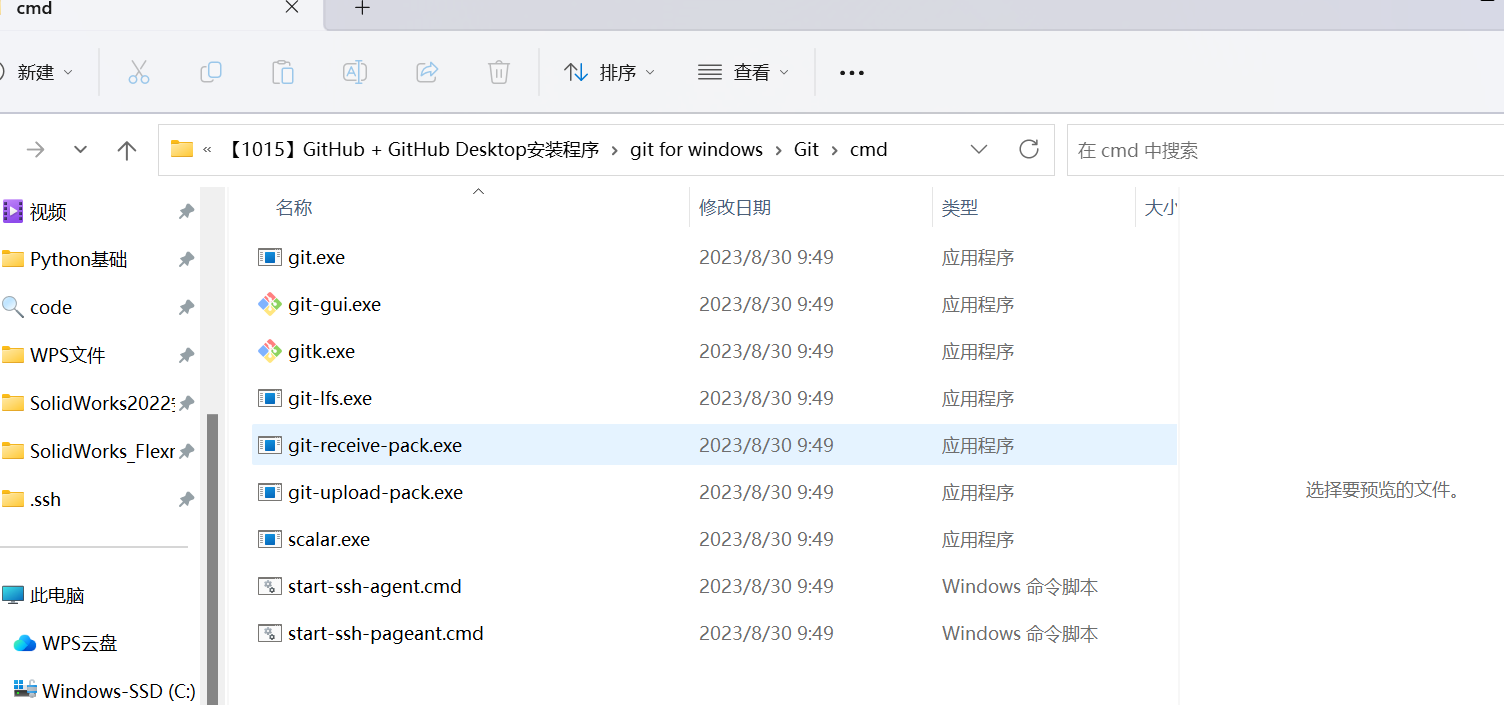 cmd
新建
排序
查看
« 【1015】GitHub + GitHub Desktop安装程序 › git for windows › Git › cmd
在 cmd 中搜索
视频
Python基础
code
WPS文件
SolidWorks2022
SolidWorks_Flexn
.ssh
此电脑
WPS云盘
Windows-SSD (C:)
名称 修改日期 类型 大小
git.exe 2023/8/30 9:49 应用程序
git-gui.exe 2023/8/30 9:49 应用程序
gitk.exe 2023/8/30 9:49 应用程序
git-lfs.exe 2023/8/30 9:49 应用程序
git-receive-pack.exe 2023/8/30 9:49 应用程序
git-upload-pack.exe 2023/8/30 9:49 应用程序
scalar.exe 2023/8/30 9:49 应用程序
start-ssh-agent.cmd 2023/8/30 9:49 Windows 命令脚本
start-ssh-pageant.cmd 2023/8/30 9:49 Windows 命令脚本
选择要预览的文件。